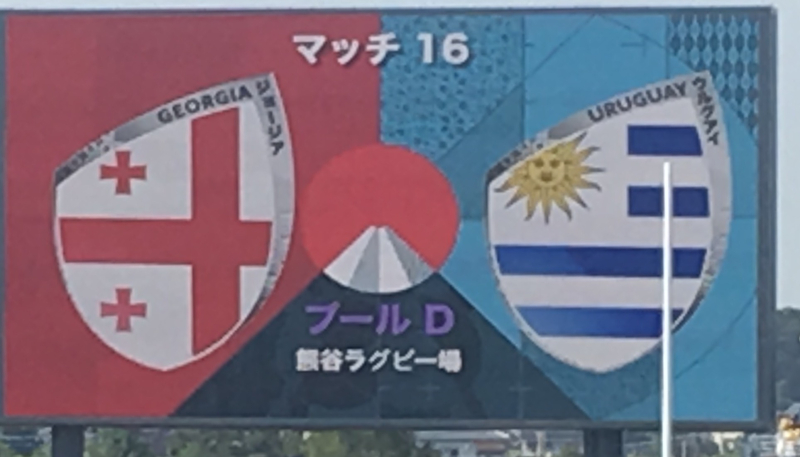 マッチ 16
GEORGIA
ジョージア
URUGUAY
ウルグアイ
プール D
熊谷ラグビー場